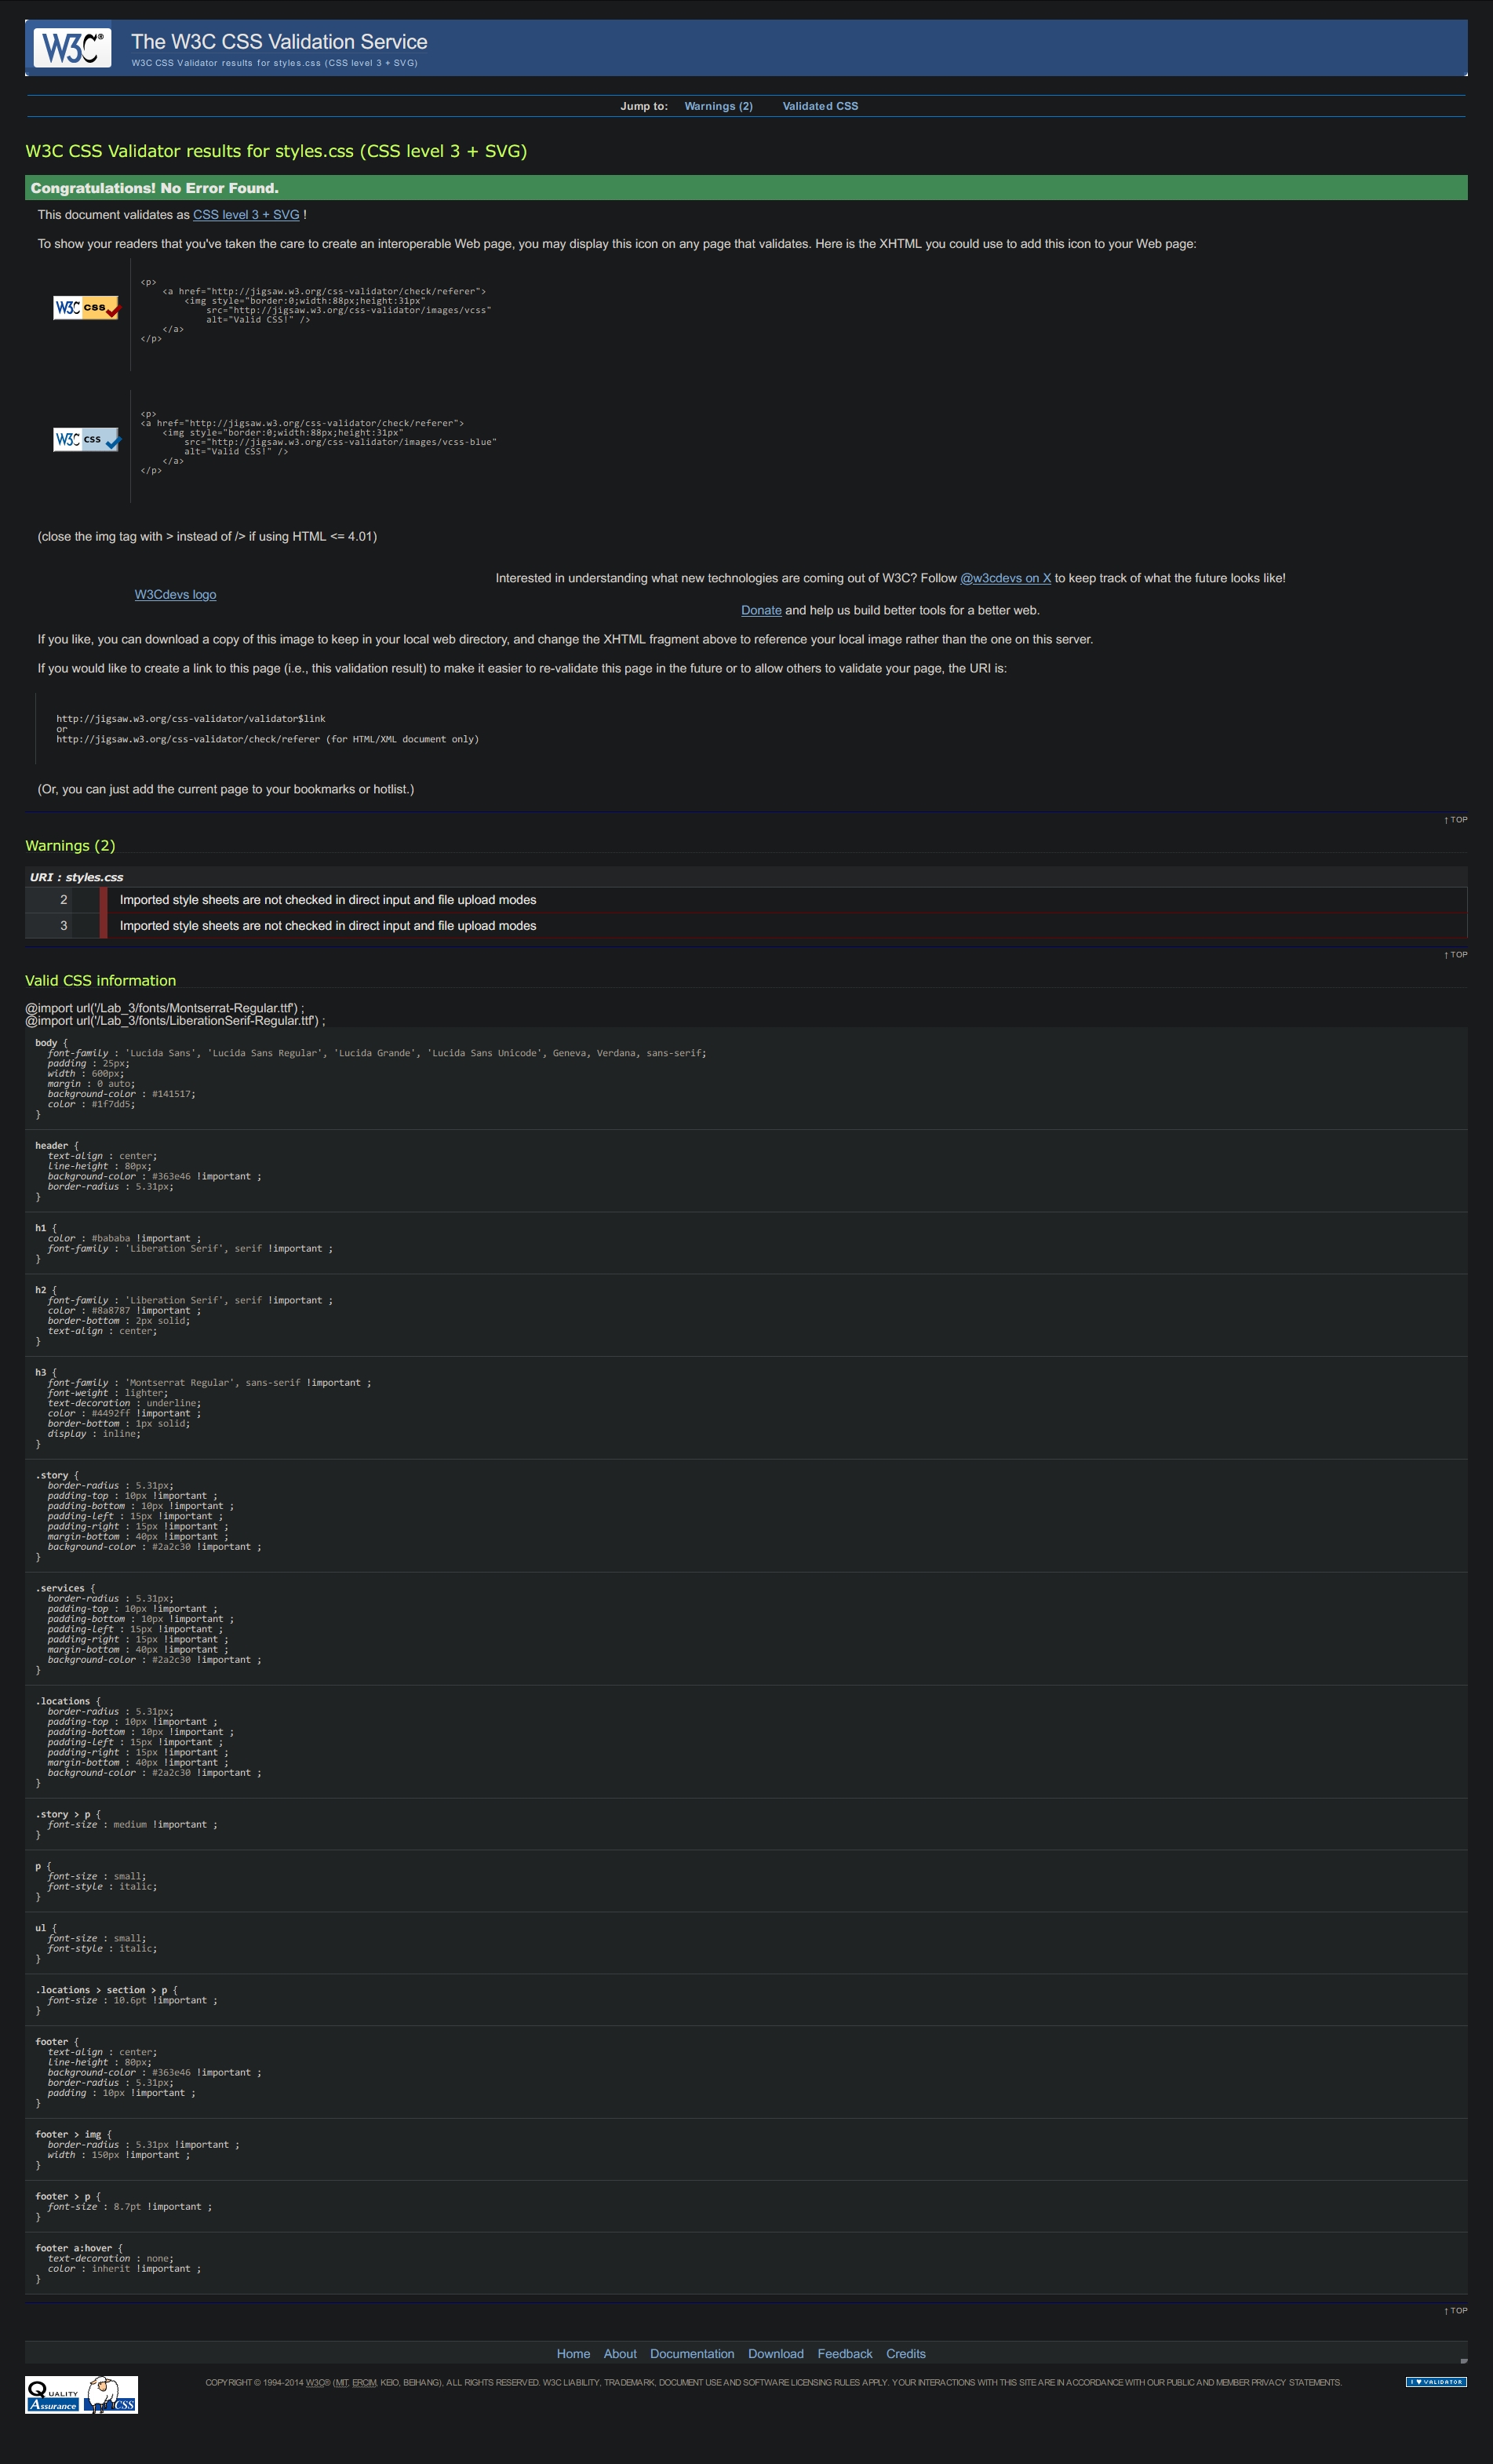 W3C®
The W3C CSS Validation Service
W3C CSS Validator results for styles.css (CSS level 3 + SVG)
Jump to: Warnings (2) Validated CSS
W3C CSS Validator results for styles.css (CSS level 3 + SVG)
Congratulations! No Error Found.
This document validates as CSS level 3 + SVG !
To show your readers that you've taken the care to create an interoperable Web page, you may display this icon on any page that validates. Here is the XHTML you could use to add this icon to your Web page:
W3C css
<p>
<a href="http://jigsaw.w3.org/css-validator/check/referer">
<img style="border:0;width:88px;height:31px"
src="http://jigsaw.w3.org/css-validator/images/vcss"
alt="Valid CSS!" />
</a>
</p>
W3C css
<p>
<a href="http://jigsaw.w3.org/css-validator/check/referer">
<img style="border:0;width:88px;height:31px"
src="http://jigsaw.w3.org/css-validator/images/vcss-blue"
alt="Valid CSS!" />
</a>
</p>
(close the img tag with > instead of /> if using HTML <= 4.01)
Interested in understanding what new technologies are coming out of W3C? Follow @w3cdevs on X to keep track of what the future looks like!
W3Cdevs logo
Donate and help us build better tools for a better web.
If you like, you can download a copy of this image to keep in your local web directory, and change the XHTML fragment above to reference your local image rather than the one on this server.
If you would like to create a link to this page (i.e., this validation result) to make it easier to re-validate this page in the future or to allow others to validate your page, the URI is:
http://jigsaw.w3.org/css-validator/validator$link
or
http://jigsaw.w3.org/css-validator/check/referer (for HTML/XML document only)
(Or, you can just add the current page to your bookmarks or hotlist.)
↑ TOP
Warnings (2)
URI : styles.css
2 Imported style sheets are not checked in direct input and file upload modes
3 Imported style sheets are not checked in direct input and file upload modes
↑ TOP
Valid CSS information
@import url('/Lab_3/fonts/Montserrat-Regular.ttf') ;
@import url('/Lab_3/fonts/LiberationSerif-Regular.ttf') ;
body {
font-family : 'Lucida Sans', 'Lucida Sans Regular', 'Lucida Grande', 'Lucida Sans Unicode', Geneva, Verdana, sans-serif;
padding : 25px;
width : 600px;
margin : 0 auto;
background-color : #141517;
color : #1f7dd5;
}
header {
text-align : center;
line-height : 80px;
background-color : #363e46 !important ;
border-radius : 5.31px;
}
h1 {
color : #bababa !important ;
font-family : 'Liberation Serif', serif !important ;
}
h2 {
font-family : 'Liberation Serif', serif !important ;
color : #8a8787 !important ;
border-bottom : 2px solid;
text-align : center;
}
h3 {
font-family : 'Montserrat Regular', sans-serif !important ;
font-weight : lighter;
text-decoration : underline;
color : #4492ff !important ;
border-bottom : 1px solid;
display : inline;
}
.story {
border-radius : 5.31px;
padding-top : 10px !important ;
padding-bottom : 10px !important ;
padding-left : 15px !important ;
padding-right : 15px !important ;
margin-bottom : 40px !important ;
background-color : #2a2c30 !important ;
}
.services {
border-radius : 5.31px;
padding-top : 10px !important ;
padding-bottom : 10px !important ;
padding-left : 15px !important ;
padding-right : 15px !important ;
margin-bottom : 40px !important ;
background-color : #2a2c30 !important ;
}
.locations {
border-radius : 5.31px;
padding-top : 10px !important ;
padding-bottom : 10px !important ;
padding-left : 15px !important ;
padding-right : 15px !important ;
margin-bottom : 40px !important ;
background-color : #2a2c30 !important ;
}
.story > p {
font-size : medium !important ;
}
p {
font-size : small;
font-style : italic;
}
ul {
font-size : small;
font-style : italic;
}
.locations > section > p {
font-size : 10.6pt !important ;
}
footer {
text-align : center;
line-height : 80px;
background-color : #363e46 !important ;
border-radius : 5.31px;
padding : 10px !important ;
}
footer > img {
border-radius : 5.31px !important ;
width : 150px !important ;
}
footer > p {
font-size : 8.7pt !important ;
}
footer a:hover {
text-decoration : none;
color : inherit !important ;
}
↑ TOP
Home About Documentation Download Feedback Credits
Quality Assurance CSS
COPYRIGHT © 1994-2014 W3C® (MIT, ERCIM, KEIO, BEIHANG), ALL RIGHTS RESERVED. W3C LIABILITY, TRADEMARK, DOCUMENT USE AND SOFTWARE LICENSING RULES APPLY. YOUR INTERACTIONS WITH THIS SITE ARE IN ACCORDANCE WITH OUR PUBLIC AND MEMBER PRIVACY STATEMENTS.
I ♥ VALIDATOR